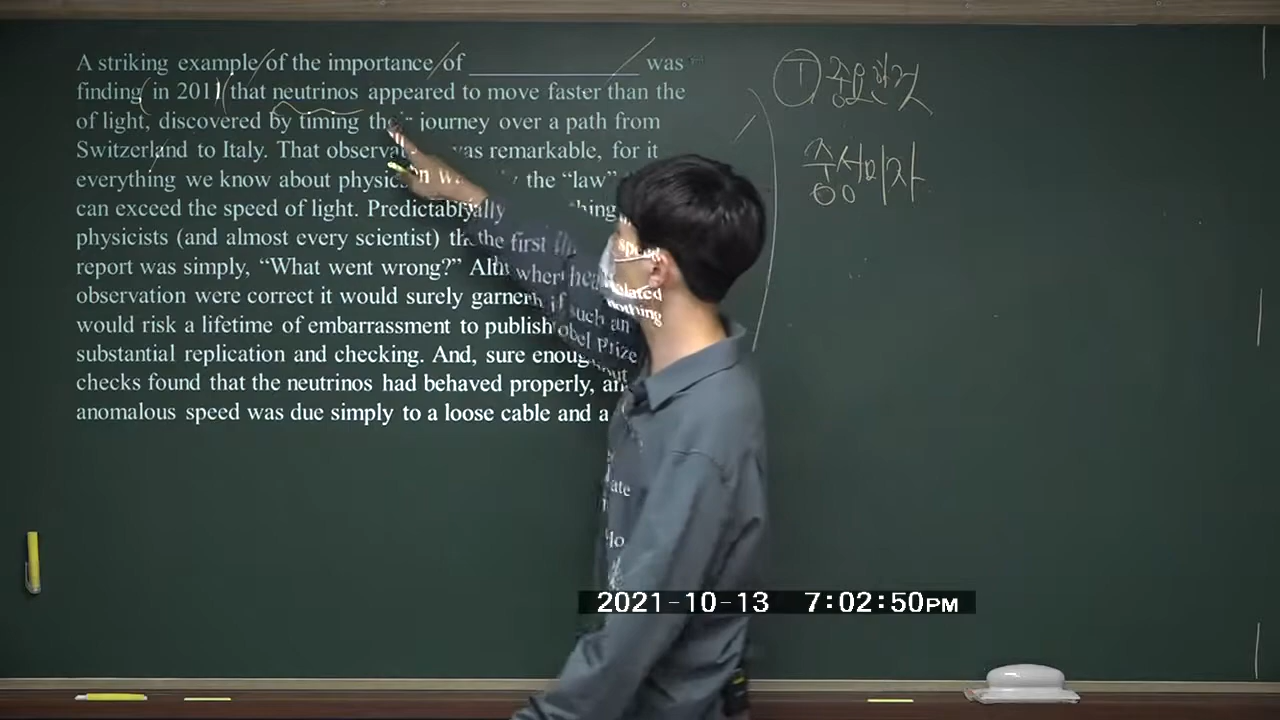 A striking example of the importance of ____________ was
finding in 2011 that neutrinos appeared to move faster than the
of light, discovered by timing their journey over a path from
Switzerland to Italy. That was remarkable, for it
everything we know about the “law”
can exceed the speed of light. Predictably
physicists (and almost every scientist) the first
report was simply, “What went wrong?” when
observation were correct it would surely garner if such an
would risk a lifetime of embarrassment to publish Prize
substantial replication and checking. And, sure
checks found that the neutrinos had behaved properly,
anomalous speed was due simply to a loose cable and a
① 중요한 것
중성미자
2021-10-13 7:02:50PM